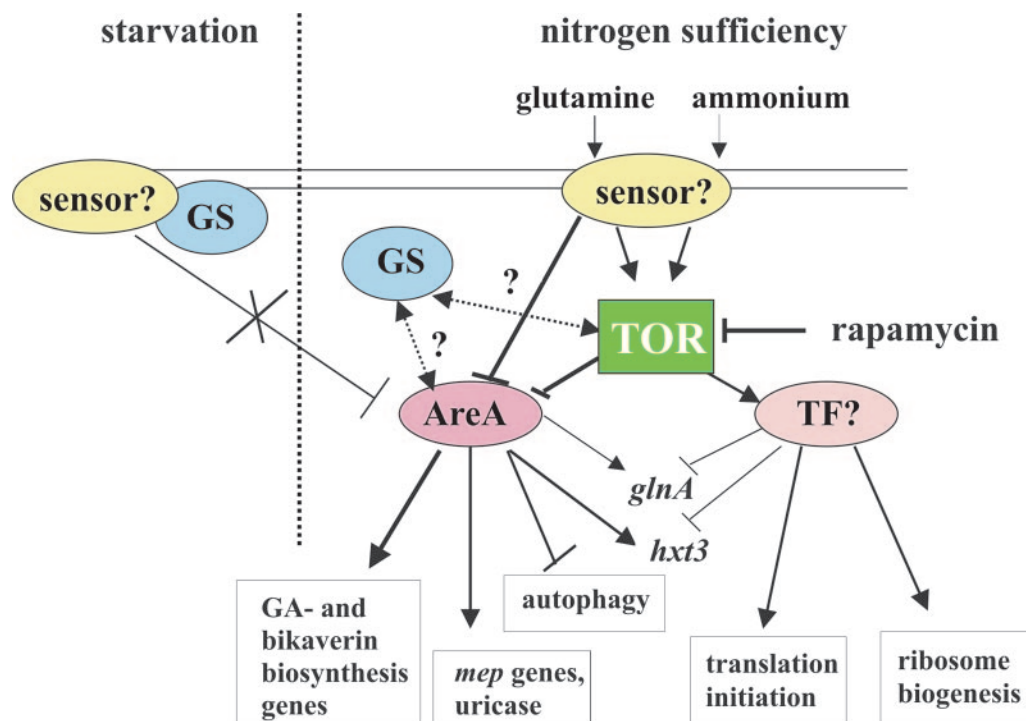 starvation
nitrogen sufficiency
glutamine
ammonium
sensor?
GS
sensor?
GS
?
?
TOR
rapamycin
AreA
TF?
glnA
hxt3
GA- and
bikaverin
biosynthesis
genes
mep genes,
uricase
autophagy
translation
initiation
ribosome
biogenesis